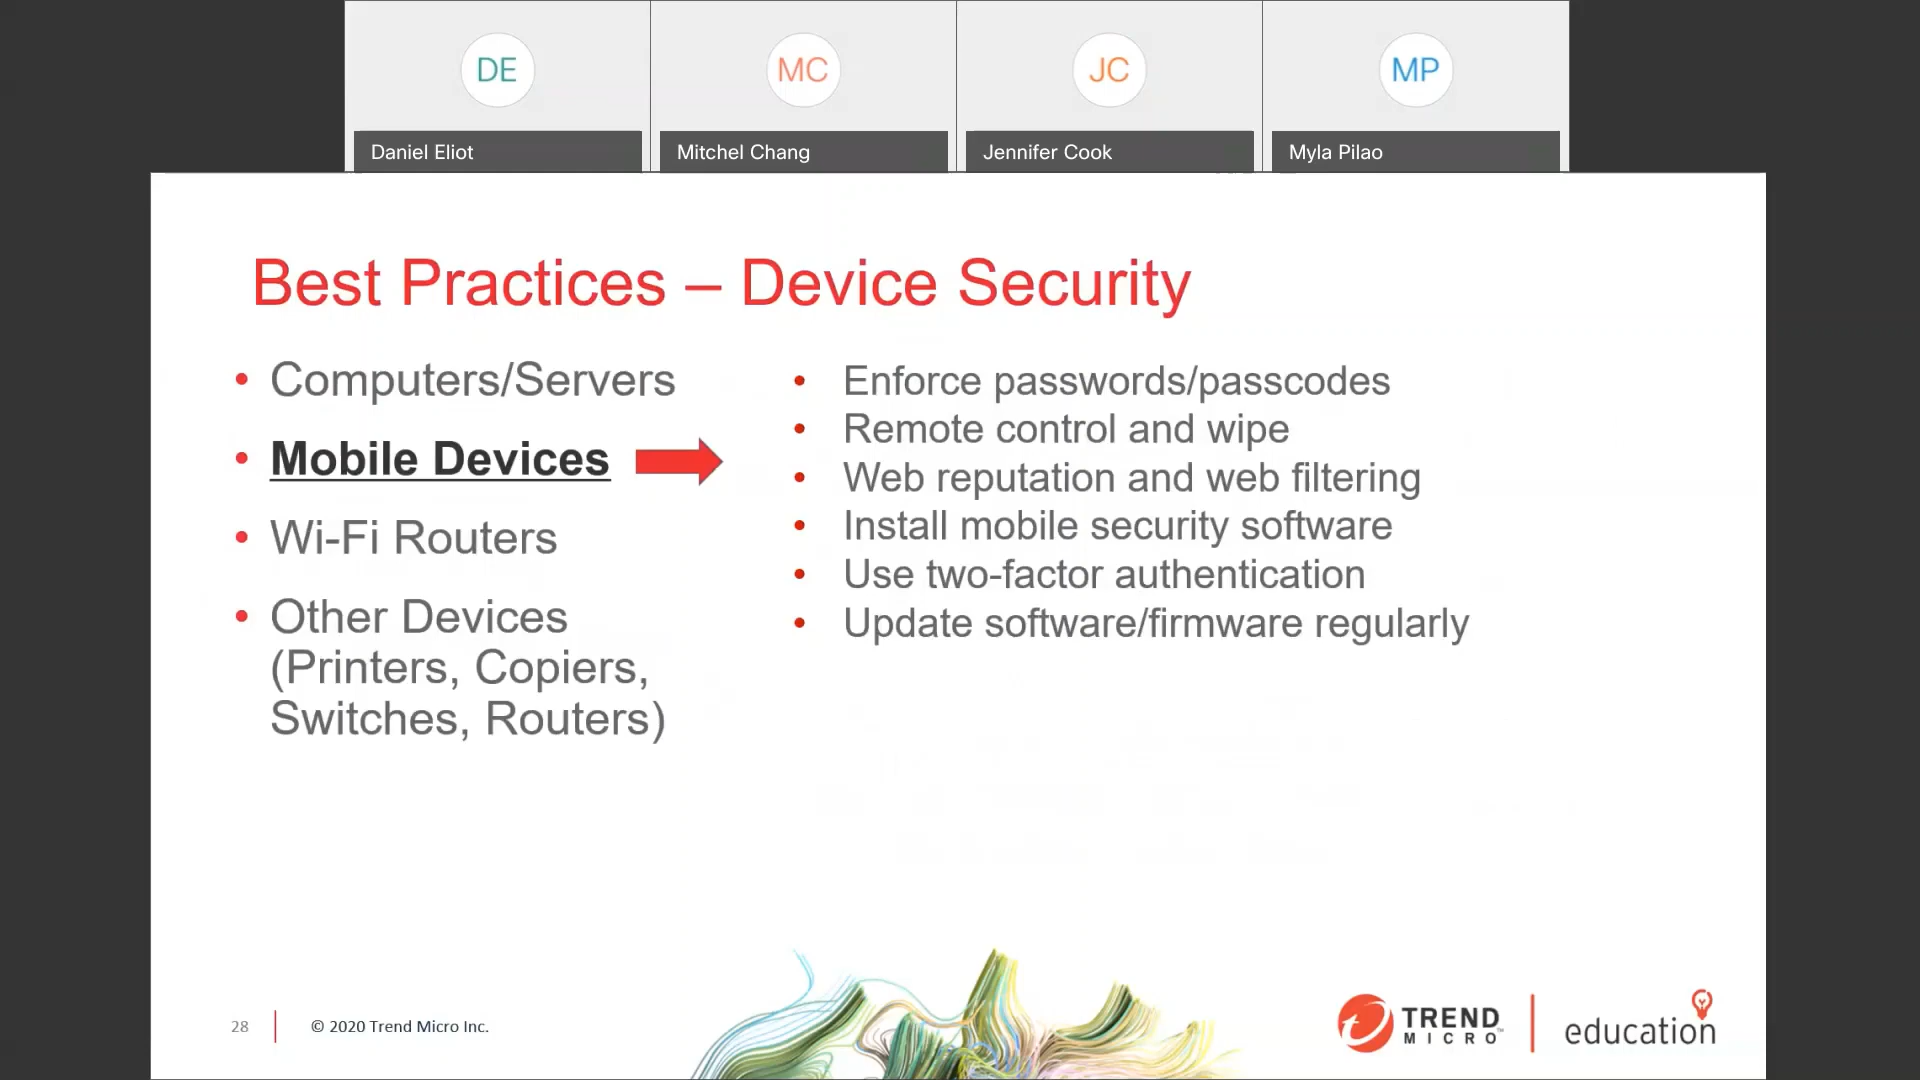 DE
MC
JC
MP
Daniel Eliot
Mitchel Chang
Jennifer Cook
Myla Pilao
Best Practices – Device Security
• Computers/Servers
• Mobile Devices
• Wi-Fi Routers
• Other Devices
(Printers, Copiers,
Switches, Routers)
• Enforce passwords/passcodes
• Remote control and wipe
• Web reputation and web filtering
• Install mobile security software
• Use two-factor authentication
• Update software/firmware regularly
28
© 2020 Trend Micro Inc.
TREND
MICRO™
education